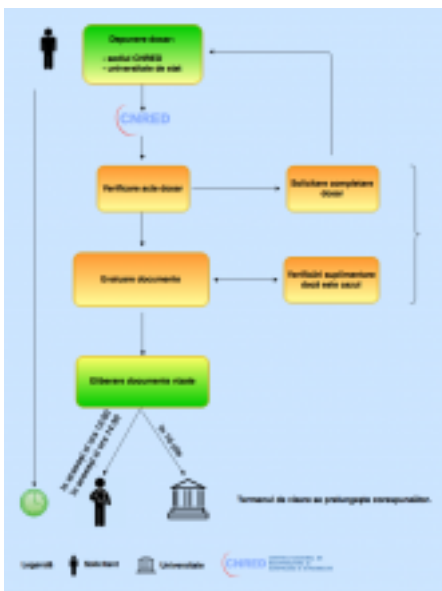 Depunere dosar:
- sediul CNRED
- universitate de stat
CNRED
Verificare acte dosar
Solicitare completare
dosar
Evaluare documente
Verificări suplimentare
dacă este cazul
Eliberare documente vizate
Termenul de vizare se prelungește corespunzător.
Legendă
Solicitant
Universitate
CNRED